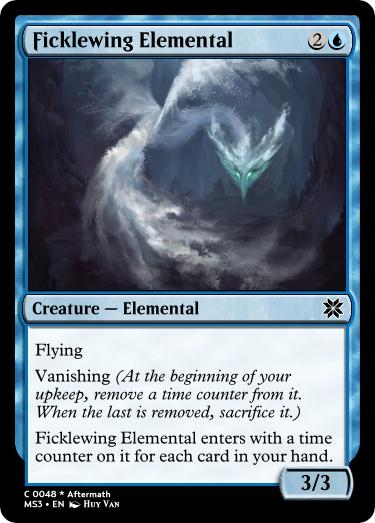 Ficklewing Elemental 2
Creature — Elemental
Flying
Vanishing (At the beginning of your
upkeep, remove a time counter from it.
When the last is removed, sacrifice it.)
Ficklewing Elemental enters with a time
counter on it for each card in your hand.
3/3
C 0048 * Aftermath
MS3 • EN Huy Van